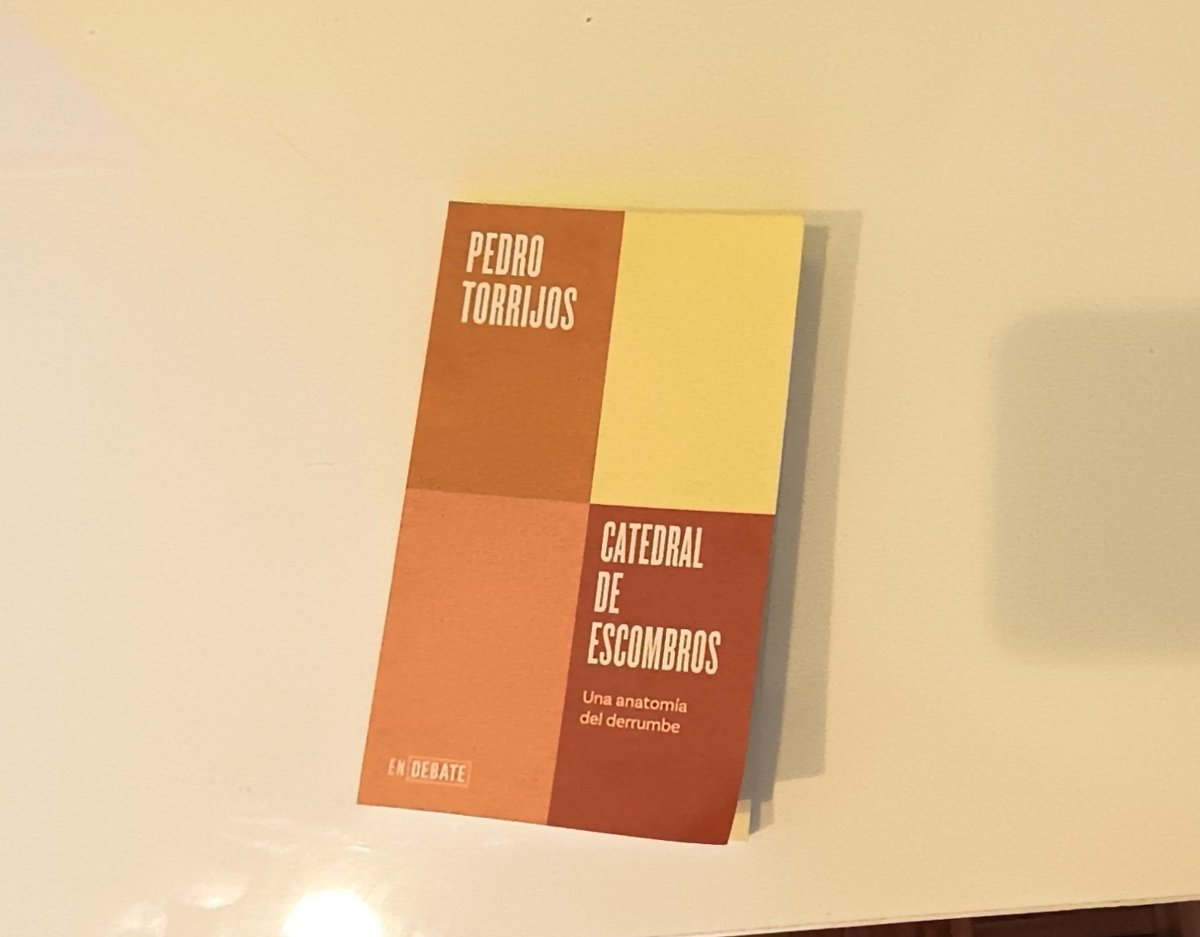 PEDRO
TORRIJOS
CATEDRAL
DE
ESCOMBROS
Una anatomía
del derrumbe
EN DEBATE